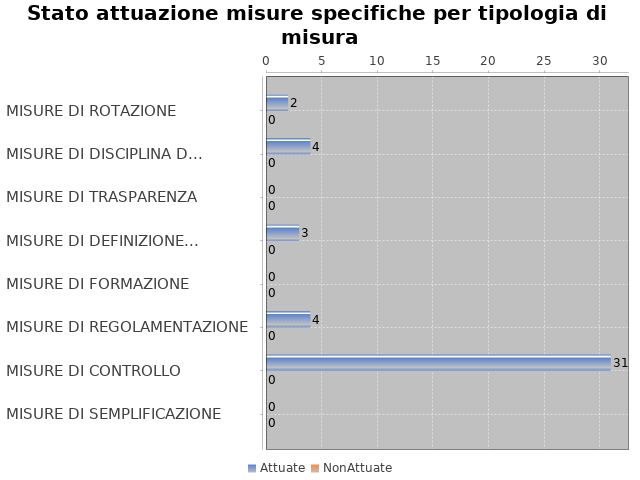 Stato attuazione misure specifiche per tipologia di
misura
0 5 10 15 20 25 30
MISURE DI ROTAZIONE 2
0
MISURE DI DISCIPLINA D... 4
0
MISURE DI TRASPARENZA 0
0
MISURE DI DEFINIZIONE... 3
0
MISURE DI FORMAZIONE 0
0
MISURE DI REGOLAMENTAZIONE 4
0
MISURE DI CONTROLLO 31
0
MISURE DI SEMPLIFICAZIONE 0
0
Attuate NonAttuate